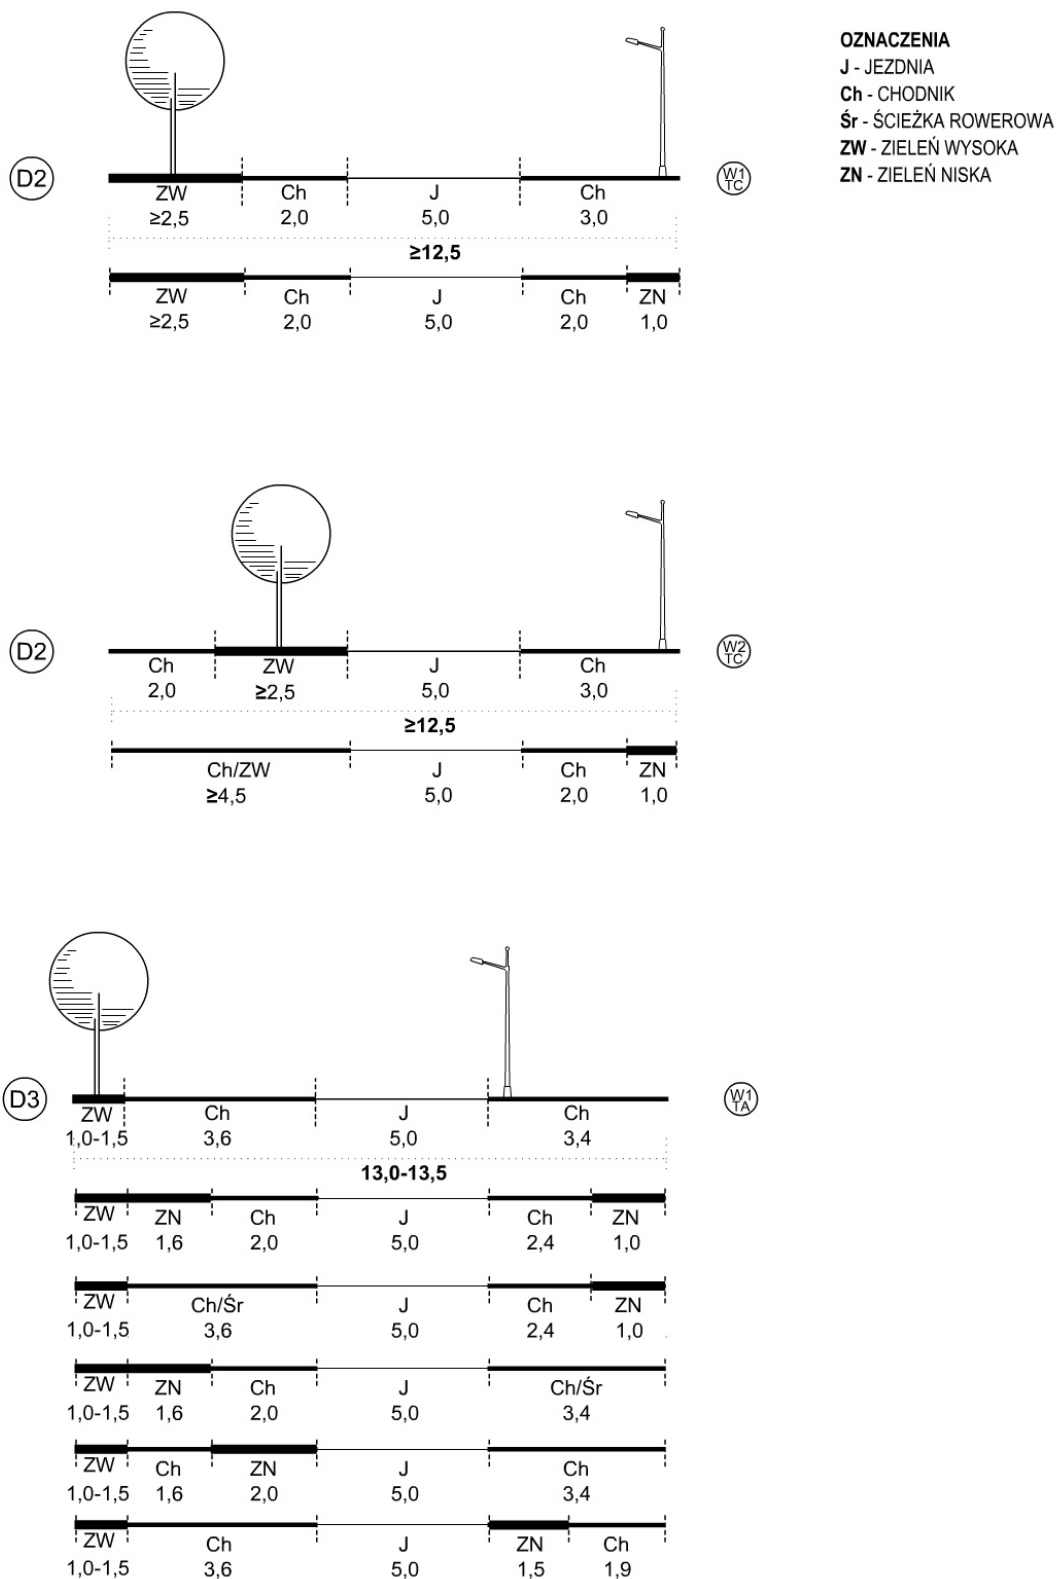 OZNACZENIA
J - JEZDNIA
Ch - CHODNIK
Śr - ŚCIEŻKA ROWEROWA
ZW - ZIELEŃ WYSOKA
ZN - ZIELEŃ NISKA
D2
W1
TC
ZW Ch J Ch
≥2,5 2,0 5,0 3,0
≥12,5
ZW Ch J Ch ZN
≥2,5 2,0 5,0 2,0 1,0
D2
W2
TC
Ch ZW J Ch
2,0 ≥2,5 5,0 3,0
≥12,5
Ch/ZW J Ch ZN
≥4,5 5,0 2,0 1,0
D3
W1
TA
ZW Ch J Ch
1,0-1,5 3,6 5,0 3,4
13,0-13,5
ZW ZN Ch J Ch ZN
1,0-1,5 1,6 2,0 5,0 2,4 1,0
ZW Ch/Śr J Ch ZN
1,0-1,5 3,6 5,0 2,4 1,0
ZW ZN Ch J Ch/Śr
1,0-1,5 1,6 2,0 5,0 3,4
ZW Ch ZN J Ch
1,0-1,5 1,6 2,0 5,0 3,4
ZW Ch J ZN Ch
1,0-1,5 3,6 5,0 1,5 1,9